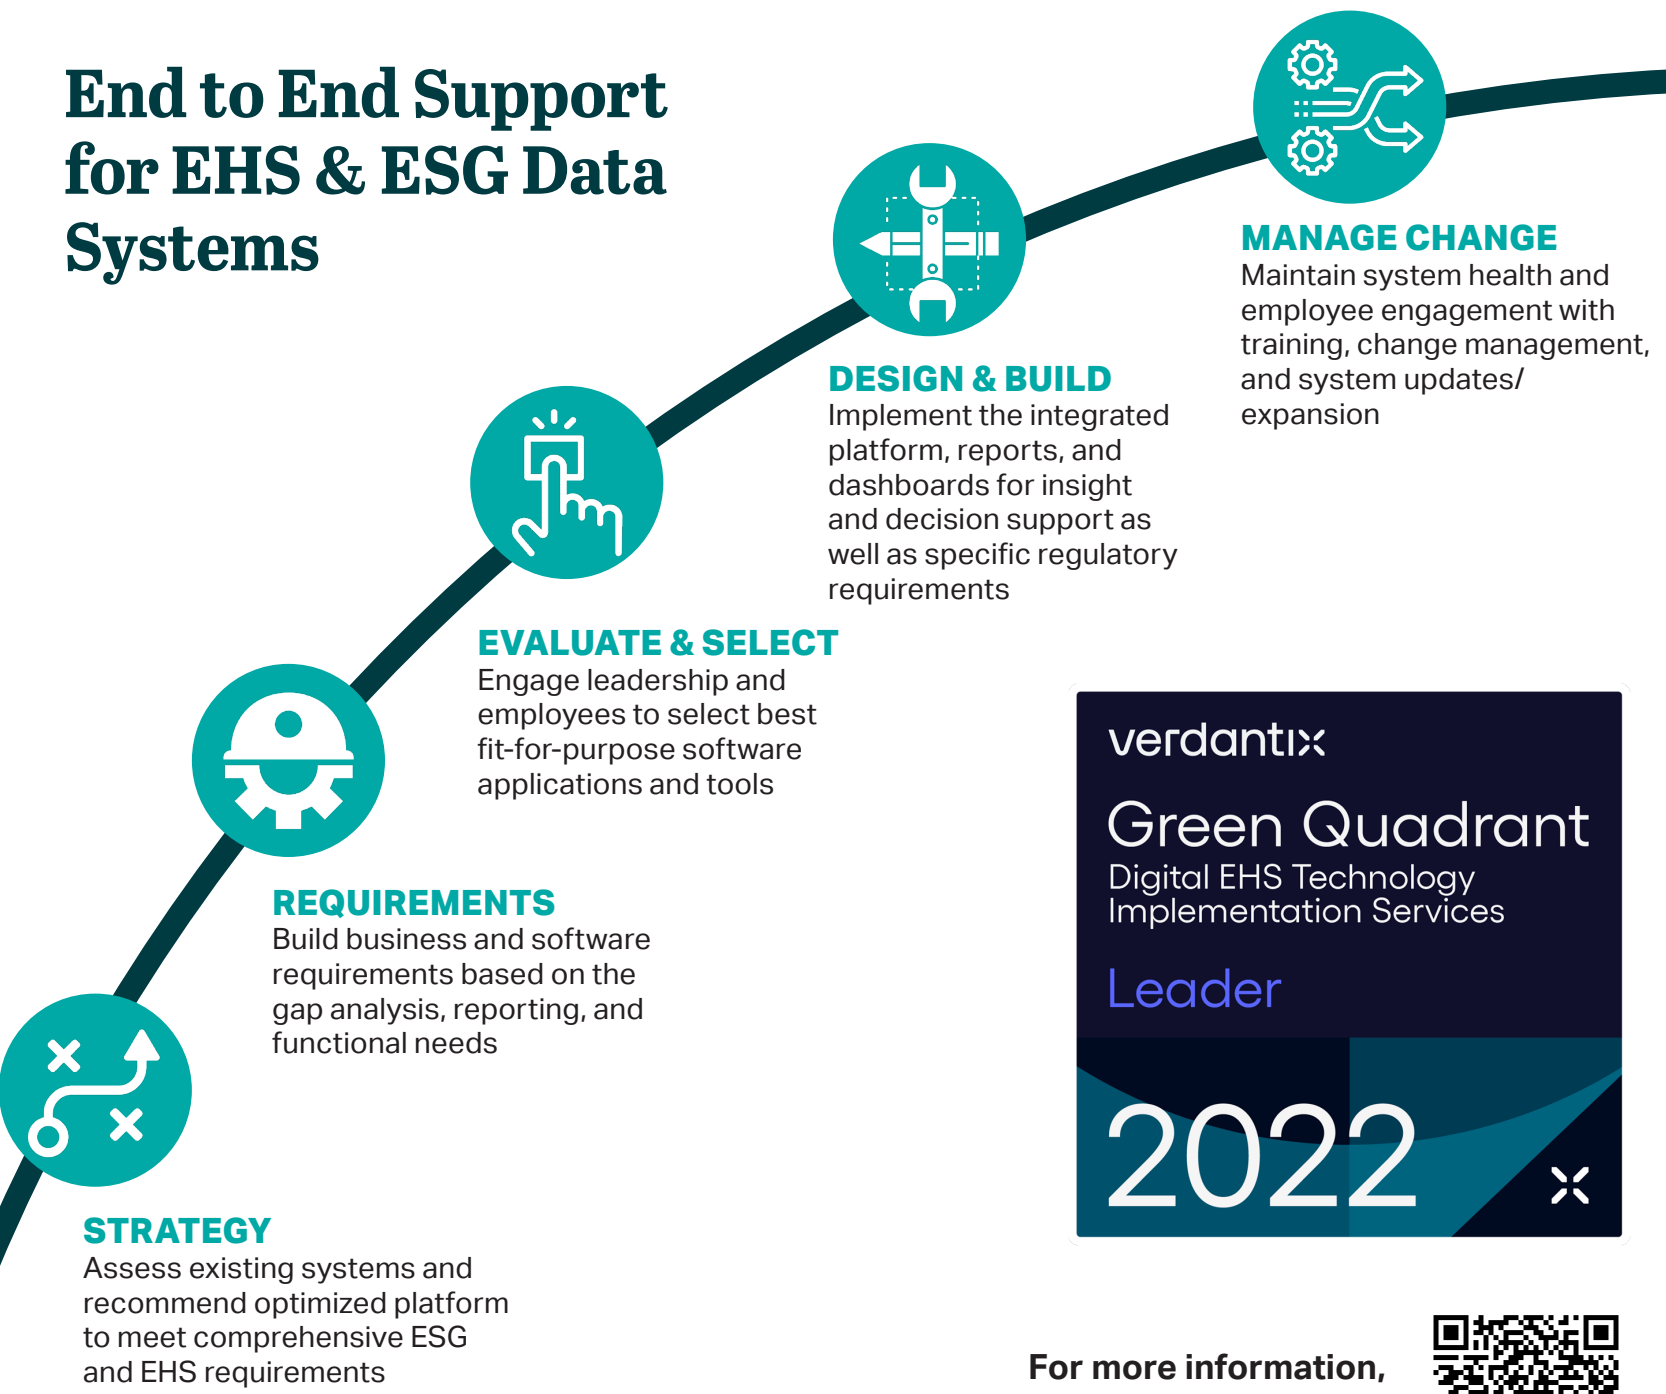 End to End Support
for EHS & ESG Data
Systems
MANAGE CHANGE
Maintain system health and
employee engagement with
training, change management,
and system updates/
expansion
DESIGN & BUILD
Implement the integrated
platform, reports, and
dashboards for insight
and decision support as
well as specific regulatory
requirements
EVALUATE & SELECT
Engage leadership and
employees to select best
fit-for-purpose software
applications and tools
REQUIREMENTS
Build business and software
requirements based on the
gap analysis, reporting, and
functional needs
STRATEGY
Assess existing systems and
recommend optimized platform
to meet comprehensive ESG
and EHS requirements
verdantix
Green Quadrant
Digital EHS Technology
Implementation Services
Leader
2022
For more information,